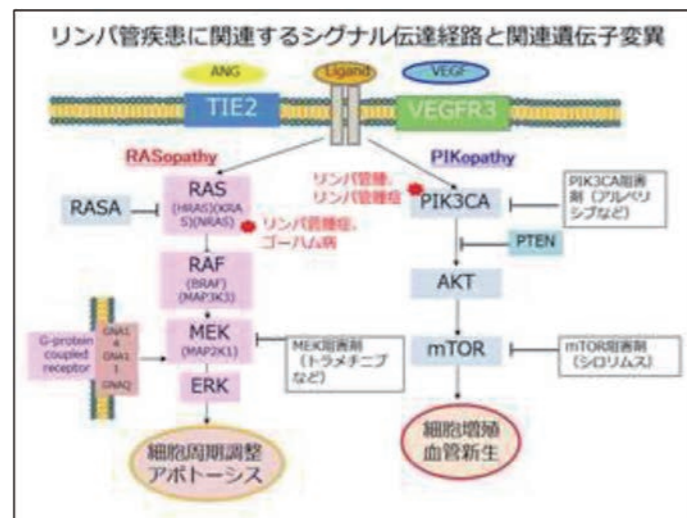 リンパ管疾患に関連するシグナル伝達経路と関連遺伝子変異
ANG
Ligand
VEGF
TIE2
VEGFR3
RASopathy
PIKopathy
RASA
RAS
(HRAS)(KRA
S)(NRAS)
リンパ管腫症、
ゴーハム病
リンパ管腫、
リンパ管腫症
PIK3CA
PIK3CA阻害
剤（アルペリ
シブなど）
PTEN
RAF
(BRAF)
(MAP3K3)
AKT
G-protein
coupled
receptor
GNA1
4
GNA1
1
GNAQ
MEK
(MAP2K1)
MEK阻害剤
（トラメチニブ
など）
mTOR
mTOR阻害剤
（シロリムス）
ERK
細胞周期調整
アポトーシス
細胞増殖
血管新生